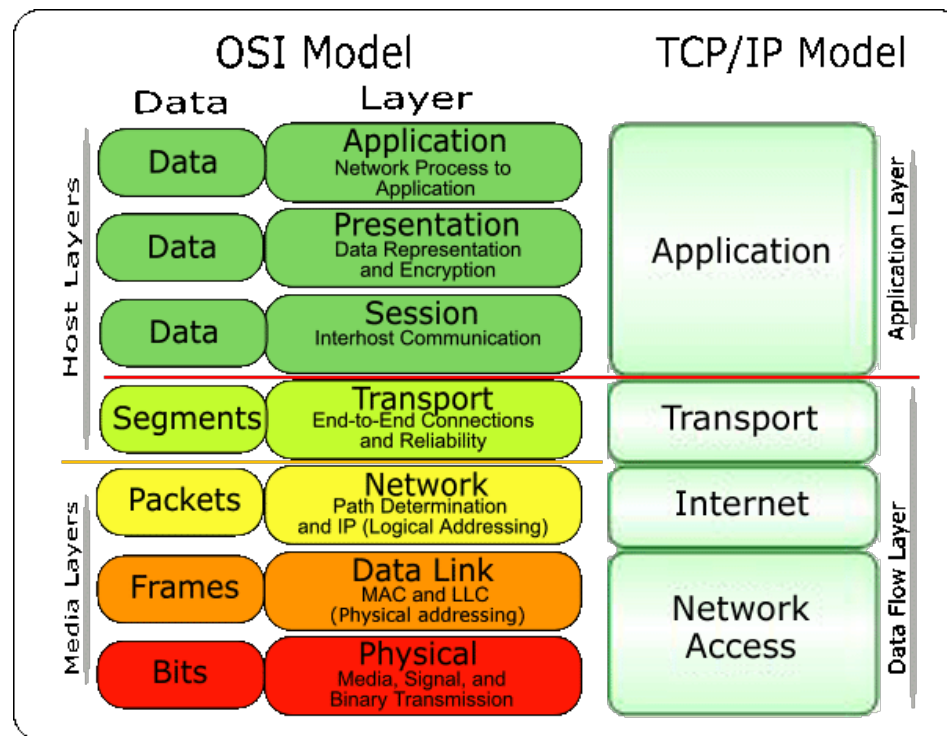 OSI Model
TCP/IP Model
Data
Layer
Host Layers
Data
Application
Network Process to
Application
Data
Presentation
Data Representation
and Encryption
Data
Session
Interhost Communication
Segments
Transport
End-to-End Connections
and Reliability
Media Layers
Packets
Network
Path Determination
and IP (Logical Addressing)
Frames
Data Link
MAC and LLC
(Physical addressing)
Bits
Physical
Media, Signal, and
Binary Transmission
Application
Application Layer
Transport
Internet
Network
Access
Data Flow Layer